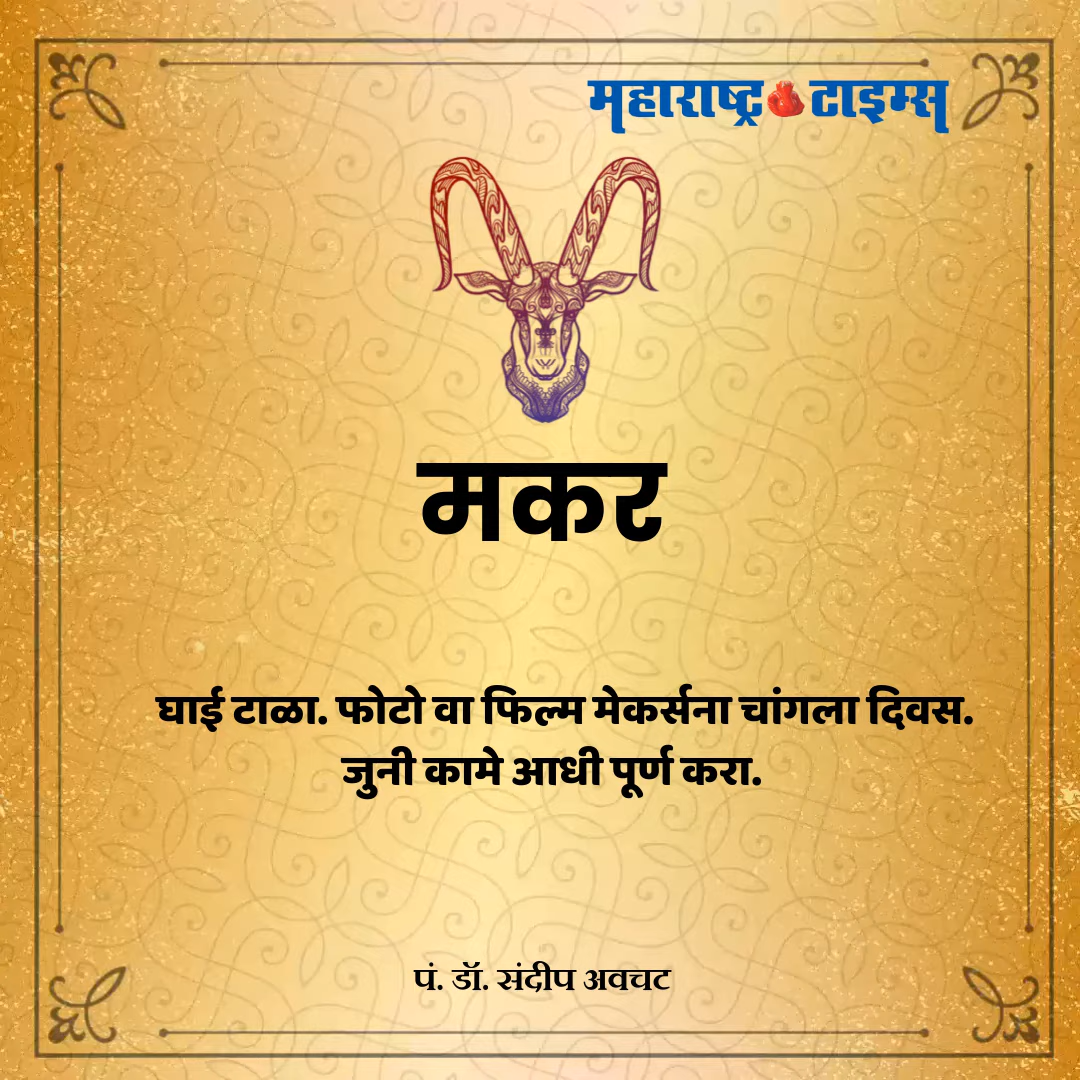 महाराष्ट्र टाइम्स
मकर
घाई टाळा. फोटो वा फिल्म मेकर्सना चांगला दिवस.
जुनी कामे आधी पूर्ण करा.
पं. डॉ. संदीप अवचट